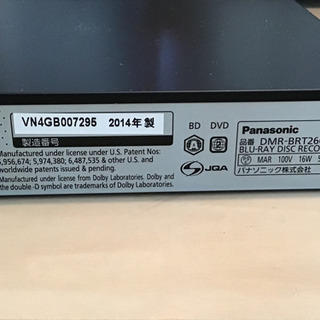 VN4GB007295 2014年製
製造番号
Manufactured under license under U.S. Patent Nos.
5,956,674; 5,974,380; 6,487,535 & other U.S. and
worldwide patents issued & pending.
Manufactured under license from Dolby Laboratories. Dolby and
the double-D symbol are trademarks of Dolby Laboratories.
BD DVD
A
JQA
Panasonic
品番 DMR-BRT26
BLU-RAY DISC RECO
MAR 100V 16W 5
パナソニック株式会社